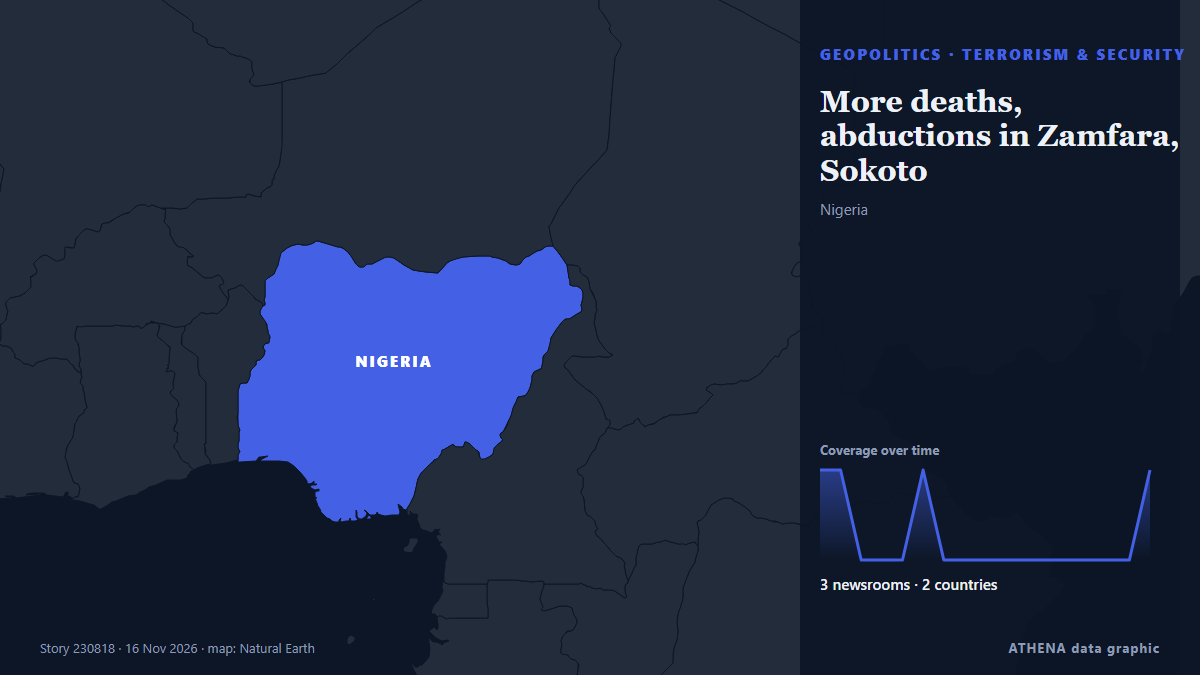 GEOPOLITICS · TERRORISM & SECURITY
More deaths,
abductions in Zamfara,
Sokoto
Nigeria
NIGERIA
Coverage over time
3 newsrooms · 2 countries
Story 230818 · 16 Nov 2026 · map: Natural Earth
ATHENA data graphic